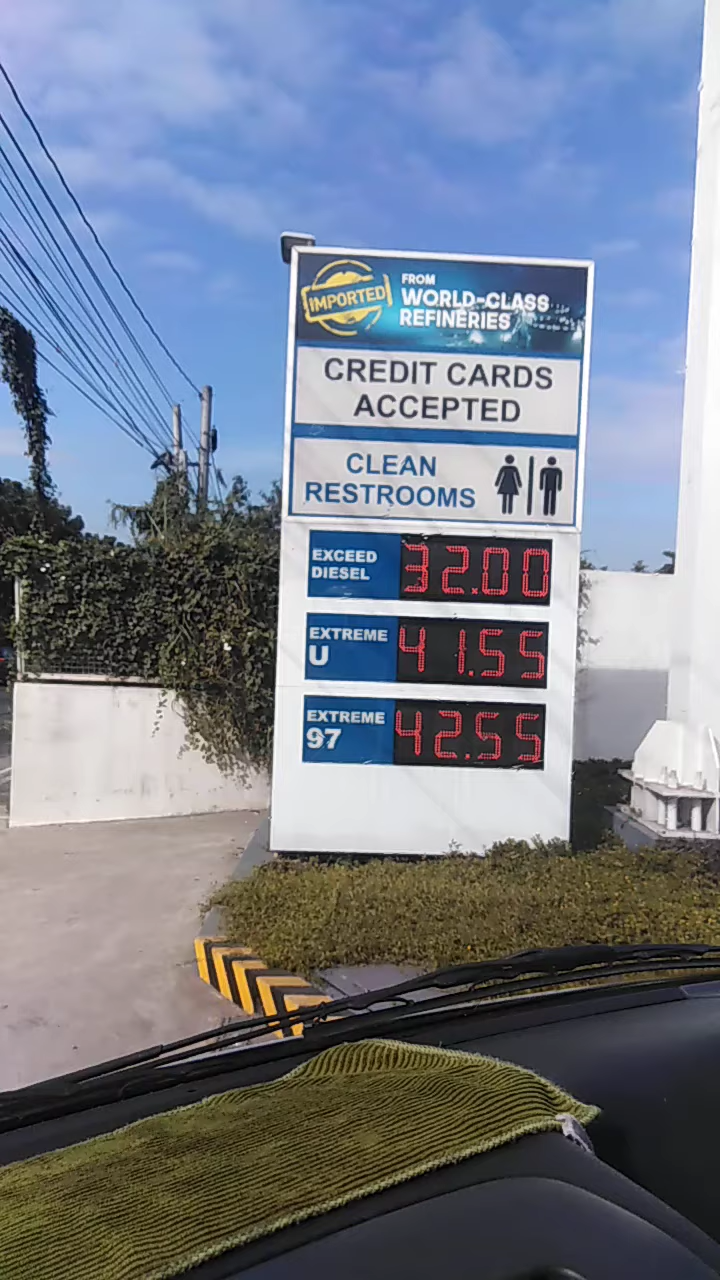 IMPORTED
FROM
WORLD-CLASS
REFINERIES
CREDIT CARDS
ACCEPTED
CLEAN
RESTROOMS
EXCEED
DIESEL
32.00
EXTREME
U
41.55
EXTREME
97
42.55